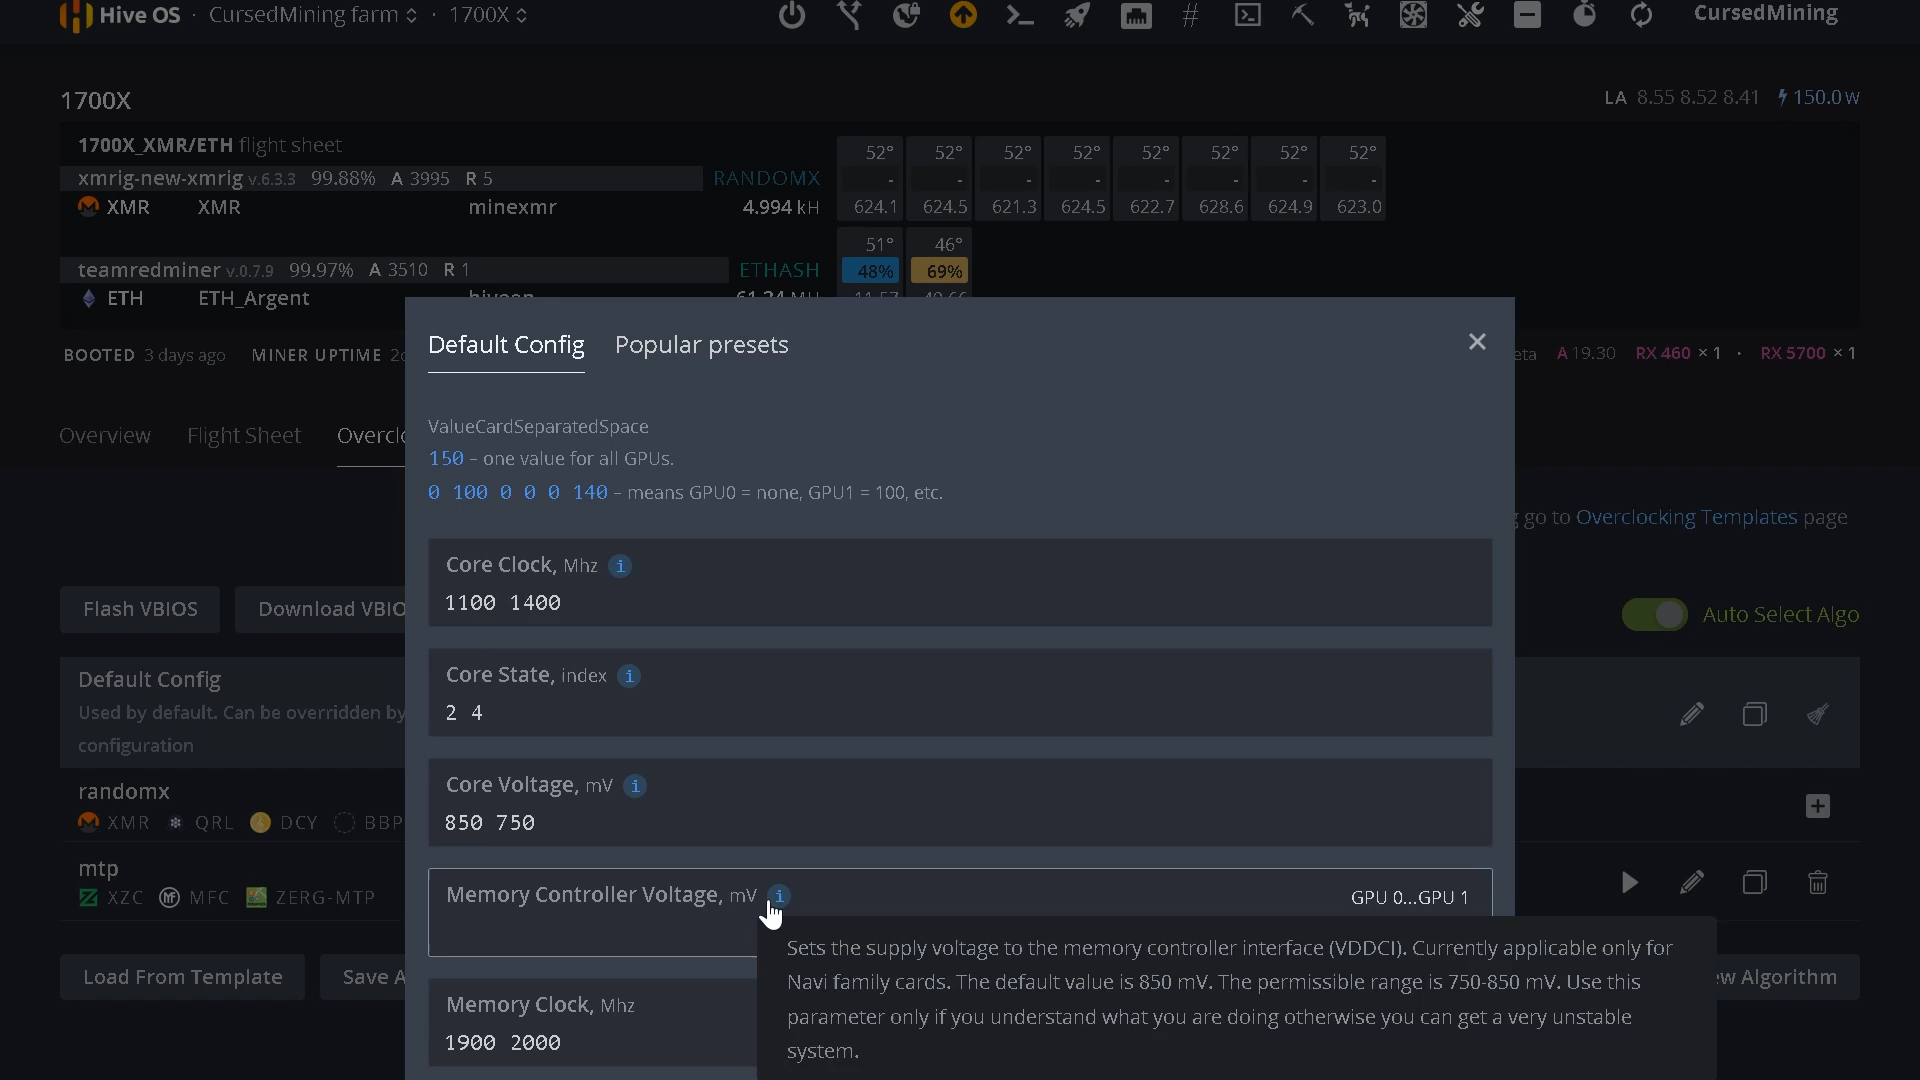 Hive OS · CursedMining farm · 1700X
CursedMining
1700X
LA 8.55 8.52 8.41 150.0 W
1700X_XMR/ETH flight sheet
52° 52° 52° 52° 52° 52° 52° 52°
xmrig-new-xmrig v.6.3.3 99.88% A 3995 R 5 RANDOMX
- - - - - - - -
XMR XMR minexmr 4.994 kH
624.1 624.5 621.3 624.5 622.7 628.6 624.9 623.0
51° 46°
teamredminer v.0.7.9 99.97% A 3510 R 1 ETHASH
48% 69%
ETH ETH_Argent hiveon 61.24 MH
BOOTED 3 days ago MINER UPTIME
A 19.30 RX 460 × 1 · RX 5700 × 1
Default Config Popular presets
Overview Flight Sheet Overclo
ValueCardSeparatedSpace
150 – one value for all GPUs.
0 100 0 0 0 140 – means GPU0 = none, GPU1 = 100, etc.
go to Overclocking Templates page
Core Clock, Mhz i
1100 1400
Flash VBIOS Download VBIO
Auto Select Algo
Core State, index i
2 4
Default Config
Used by default. Can be overridden by
configuration
Core Voltage, mV i
850 750
randomx
XMR QRL DCY BBP
mtp
XZC MFC ZERG-MTP
Memory Controller Voltage, mV i
GPU 0...GPU 1
Sets the supply voltage to the memory controller interface (VDDCI). Currently applicable only for
Navi family cards. The default value is 850 mV. The permissible range is 750-850 mV. Use this
parameter only if you understand what you are doing otherwise you can get a very unstable
system.
Load From Template Save A
ew Algorithm
Memory Clock, Mhz
1900 2000